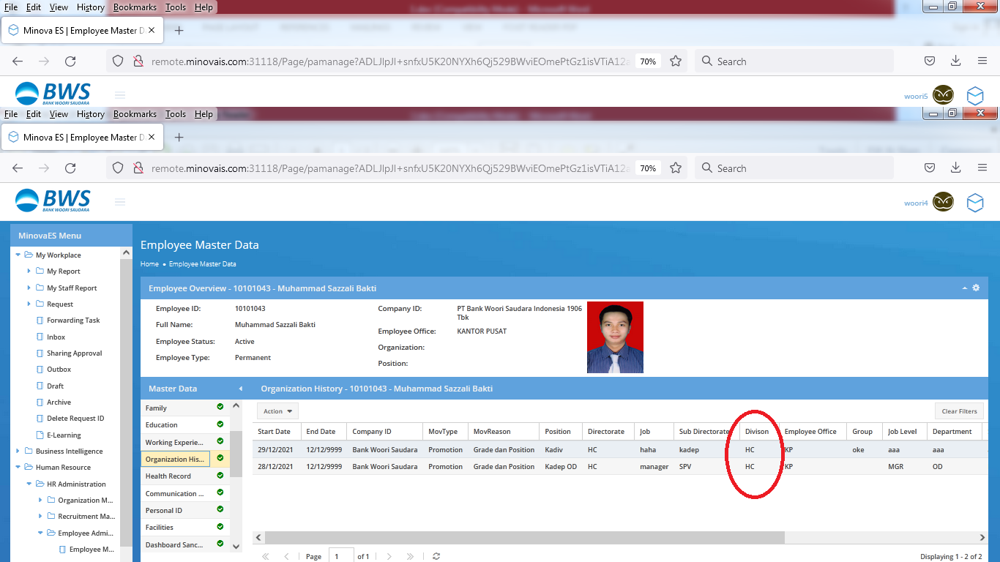 File Edit View History Bookmarks Tools Help
Minova ES | Employee Master D
remote.minovais.com:31118/Page/pamanage?ADLJlpJl+snfxU5K20NYXh6Qj529BWviEOmePtGz1isVTiA12a 70% Search
BWS woori5
BANK WOORI SAUDARA
File Edit View History Bookmarks Tools Help
Minova ES | Employee Master D
remote.minovais.com:31118/Page/pamanage?ADLJlpJl+snfxU5K20NYXh6Qj529BWviEOmePtGz1isVTiA12a 70% Search
BWS woori4
BANK WOORI SAUDARA
MinovaES Menu
My Workplace
My Report
My Staff Report
Request
Forwarding Task
Inbox
Sharing Approval
Outbox
Draft
Archive
Delete Request ID
E-Learning
Business Intelligence
Human Resource
HR Administration
Organization M...
Recruitment Ma...
Employee Admi...
Employee M...
Employee Master Data
Home • Employee Master Data
Employee Overview - 10101043 - Muhammad Sazzali Bakti
Employee ID: 10101043
Full Name: Muhammad Sazzali Bakti
Employee Status: Active
Employee Type: Permanent
Company ID: PT Bank Woori Saudara Indonesia 1906
Tbk
Employee Office: KANTOR PUSAT
Organization:
Position:
Master Data
Family
Education
Working Experie...
Organization His...
Health Record
Communication ...
Personal ID
Facilities
Dashboard Sanc...
Organization History - 10101043 - Muhammad Sazzali Bakti
Action Clear Filters
Start Date End Date Company ID MovType MovReason Position Directorate Job Sub Directorate Divison Employee Office Group Job Level Department
29/12/2021 12/12/9999 Bank Woori Saudara Promotion Grade dan Position Kadiv HC haha kadep HC KP oke aaa aaa
28/12/2021 12/12/9999 Bank Woori Saudara Promotion Grade dan Position Kadep OD HC manager SPV HC KP MGR OD
Page 1 of 1 Displaying 1 - 2 of 2